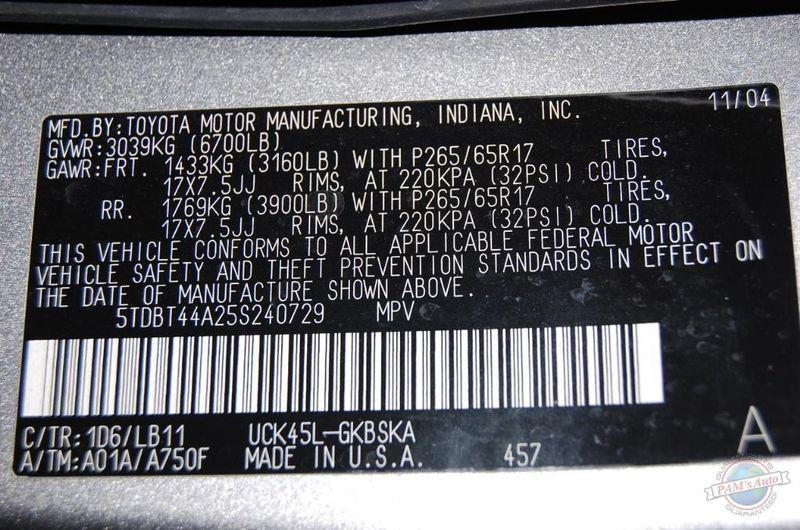 MFD.BY:TOYOTA MOTOR MANUFACTURING, INDIANA, INC. 11/04
GVWR:3039KG (6700LB)
GAWR:FRT. 1433KG (3160LB) WITH P265/65R17 TIRES,
17X7.5JJ RIMS, AT 220KPA (32PSI) COLD.
RR. 1769KG (3900LB) WITH P265/65R17 TIRES,
17X7.5JJ RIMS, AT 220KPA (32PSI) COLD.
THIS VEHICLE CONFORMS TO ALL APPLICABLE FEDERAL MOTOR
VEHICLE SAFETY AND THEFT PREVENTION STANDARDS IN EFFECT ON
THE DATE OF MANUFACTURE SHOWN ABOVE.
5TDBT44A25S240729 MPV
C/TR:1D6/LB11 UCK45L-GKBSKA A
A/TM:A01A/A750F MADE IN U.S.A. 457
GUARANTEED
PAM's Auto
GUARANTEED